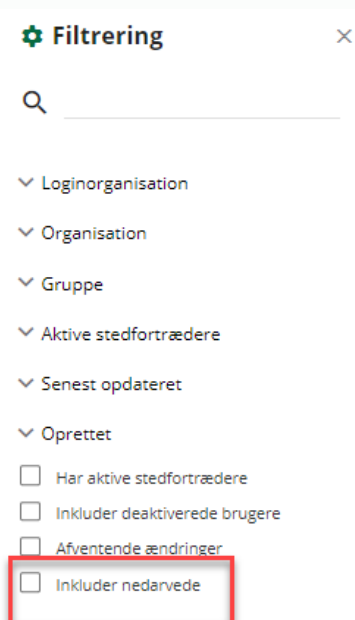 Filtrering
Loginorganisation
Organisation
Gruppe
Aktive stedfortrædere
Senest opdateret
Oprettet
Har aktive stedfortrædere
Inkluder deaktiverede brugere
Afventende ændringer
Inkluder nedarvede